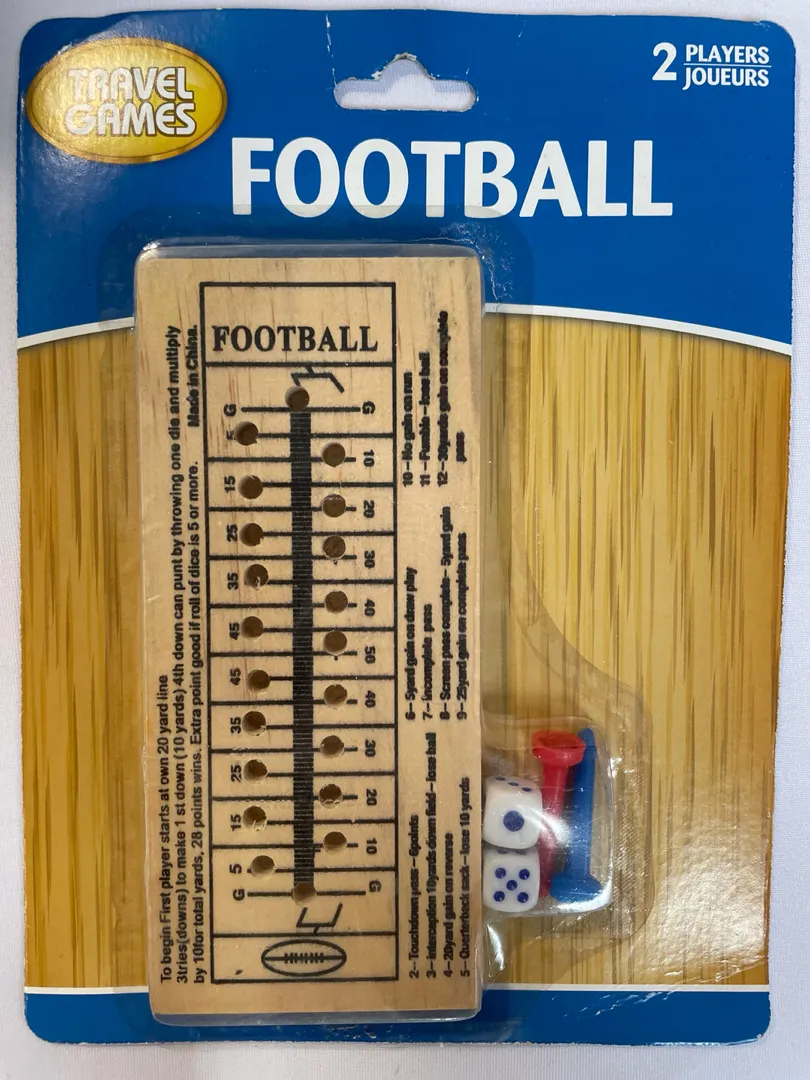 TRAVEL
GAMES
2 PLAYERS
JOUEURS
FOOTBALL
To begin First player starts at own 20 yard line
3tries(downs) to make 1 st down (10 yards) 4th down can punt by throwing one die and multiply
by 10for total yards, 28 points wins. Extra point good if roll of dice is 5 or more. Made in China.
FOOTBALL
G G
5
10
15
20
25
30
35
40
45
50
45
40
35
30
25
20
15
10
5
G G
2-Touchdown pass-6points
3-interception 10yards down field-lose ball
4-20yard gain on reverse
5-Querterback sack-lose 10 yards
6-5yard gain on draw play
7-incomplete pass
8-Screen pass complete-5yard gain
9-25yard gain on complete pass
10-No gain on run
11-Fumble-lose ball
12-30yards gain on complete
pass